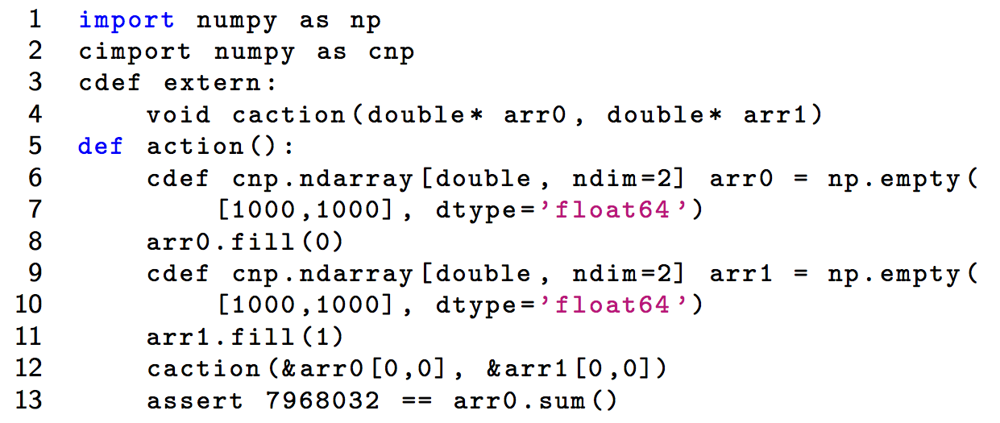 1 import numpy as np
2 cimport numpy as cnp
3 cdef extern:
4     void caction(double* arr0, double* arr1)
5 def action():
6     cdef cnp.ndarray[double, ndim=2] arr0 = np.empty(
7         [1000,1000], dtype=’float64’)
8     arr0.fill(0)
9     cdef cnp.ndarray[double, ndim=2] arr1 = np.empty(
10         [1000,1000], dtype=’float64’)
11     arr1.fill(1)
12     caction(&arr0[0,0], &arr1[0,0])
13     assert 7968032 == arr0.sum()